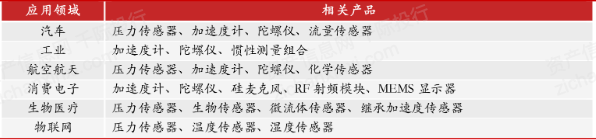 应用领域 相关产品
汽车 压力传感器、加速度计、陀螺仪、流量传感器
工业 加速度计、陀螺仪、惯性测量组合
航空航天 压力传感器、加速度计、陀螺仪、化学传感器
消费电子 加速度计、陀螺仪、硅麦克风、RF 射频模块、MEMS 显示器
生物医疗 压力传感器、生物传感器、微流体传感器、继承加速度传感器
物联网 压力传感器、温度传感器、湿度传感器